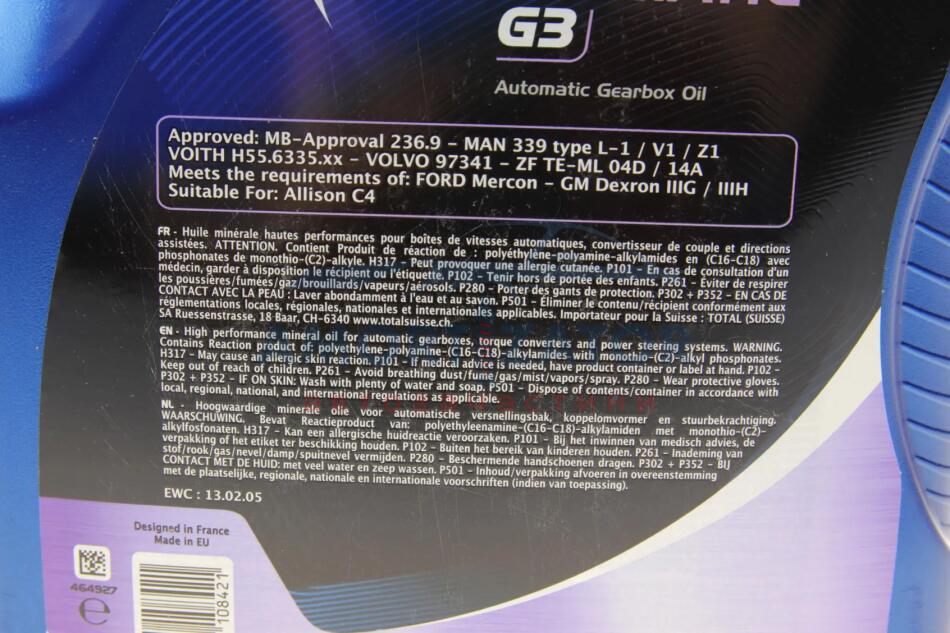 G3
Automatic Gearbox Oil
Approved: MB-Approval 236.9 - MAN 339 type L-1 / V1 / Z1
VOITH H55.6335.xx - VOLVO 97341 - ZF TE-ML 04D / 14A
Meets the requirements of: FORD Mercon - GM Dexron IIIG / IIIH
Suitable For: Allison C4
FR - Huile minérale hautes performances pour boîtes de vitesses automatiques, convertisseur de couple et directions
assistées. ATTENTION. Contient Produit de réaction de : polyéthylène-polyamine-alkylamides en (C16-C18) avec
phosphonates de monothio-(C2)-alkyle. H317 - Peut provoquer une allergie cutanée. P101 - En cas de consultation d'un
médecin, garder à disposition le récipient ou l'étiquette. P102 - Tenir hors de portée des enfants. P261 - Éviter de respirer
les poussières/fumées/gaz/brouillards/vapeurs/aérosols. P280 - Porter des gants de protection. P302 + P352 - EN CAS DE
CONTACT AVEC LA PEAU : Laver abondamment à l'eau et au savon. P501 - Éliminer le contenu/récipient conformément aux
réglementations locales, régionales, nationales et internationales applicables. Importateur pour la Suisse : TOTAL (SUISSE)
SA Ruessenstrasse, 18 Baar, CH-6340 www.totalsuisse.ch.
EN - High performance mineral oil for automatic gearboxes, torque converters and power steering systems. WARNING.
Contains Reaction product of: polyethylene-polyamine-(C16-C18)-alkylamides with monothio-(C2)-alkyl phosphonates.
H317 - May cause an allergic skin reaction. P101 - If medical advice is needed, have product container or label at hand. P102 -
Keep out of reach of children. P261 - Avoid breathing dust/fume/gas/mist/vapors/spray. P280 - Wear protective gloves.
P302 + P352 - IF ON SKIN: Wash with plenty of water and soap. P501 - Dispose of contents/container in accordance with
local, regional, national, and international regulations as applicable.
NL - Hoogwaardige minerale olie voor automatische versnellingsbak, koppelomvormer en stuurbekrachtiging.
WAARSCHUWING. Bevat Reactieproduct van: polyethyleenamine-(C16-C18)-alkylamiden met monothio-(C2)-
alkylfosfonaten. H317 - Kan een allergische huidreactie veroorzaken. P101 - Bij het inwinnen van medisch advies, de
verpakking of het etiket ter beschikking houden. P102 - Buiten het bereik van kinderen houden. P261 - Inademing van
stof/rook/gas/nevel/damp/spuitnevel vermijden. P280 - Beschermende handschoenen dragen. P302 + P352 - BIJ
CONTACT MET DE HUID: met veel water en zeep wassen. P501 - Inhoud/verpakking afvoeren in overeenstemming
met de plaatselijke, regionale, nationale en internationale voorschriften (indien van toepassing).
EWC : 13.02.05
Designed in France
Made in EU
464927
108421